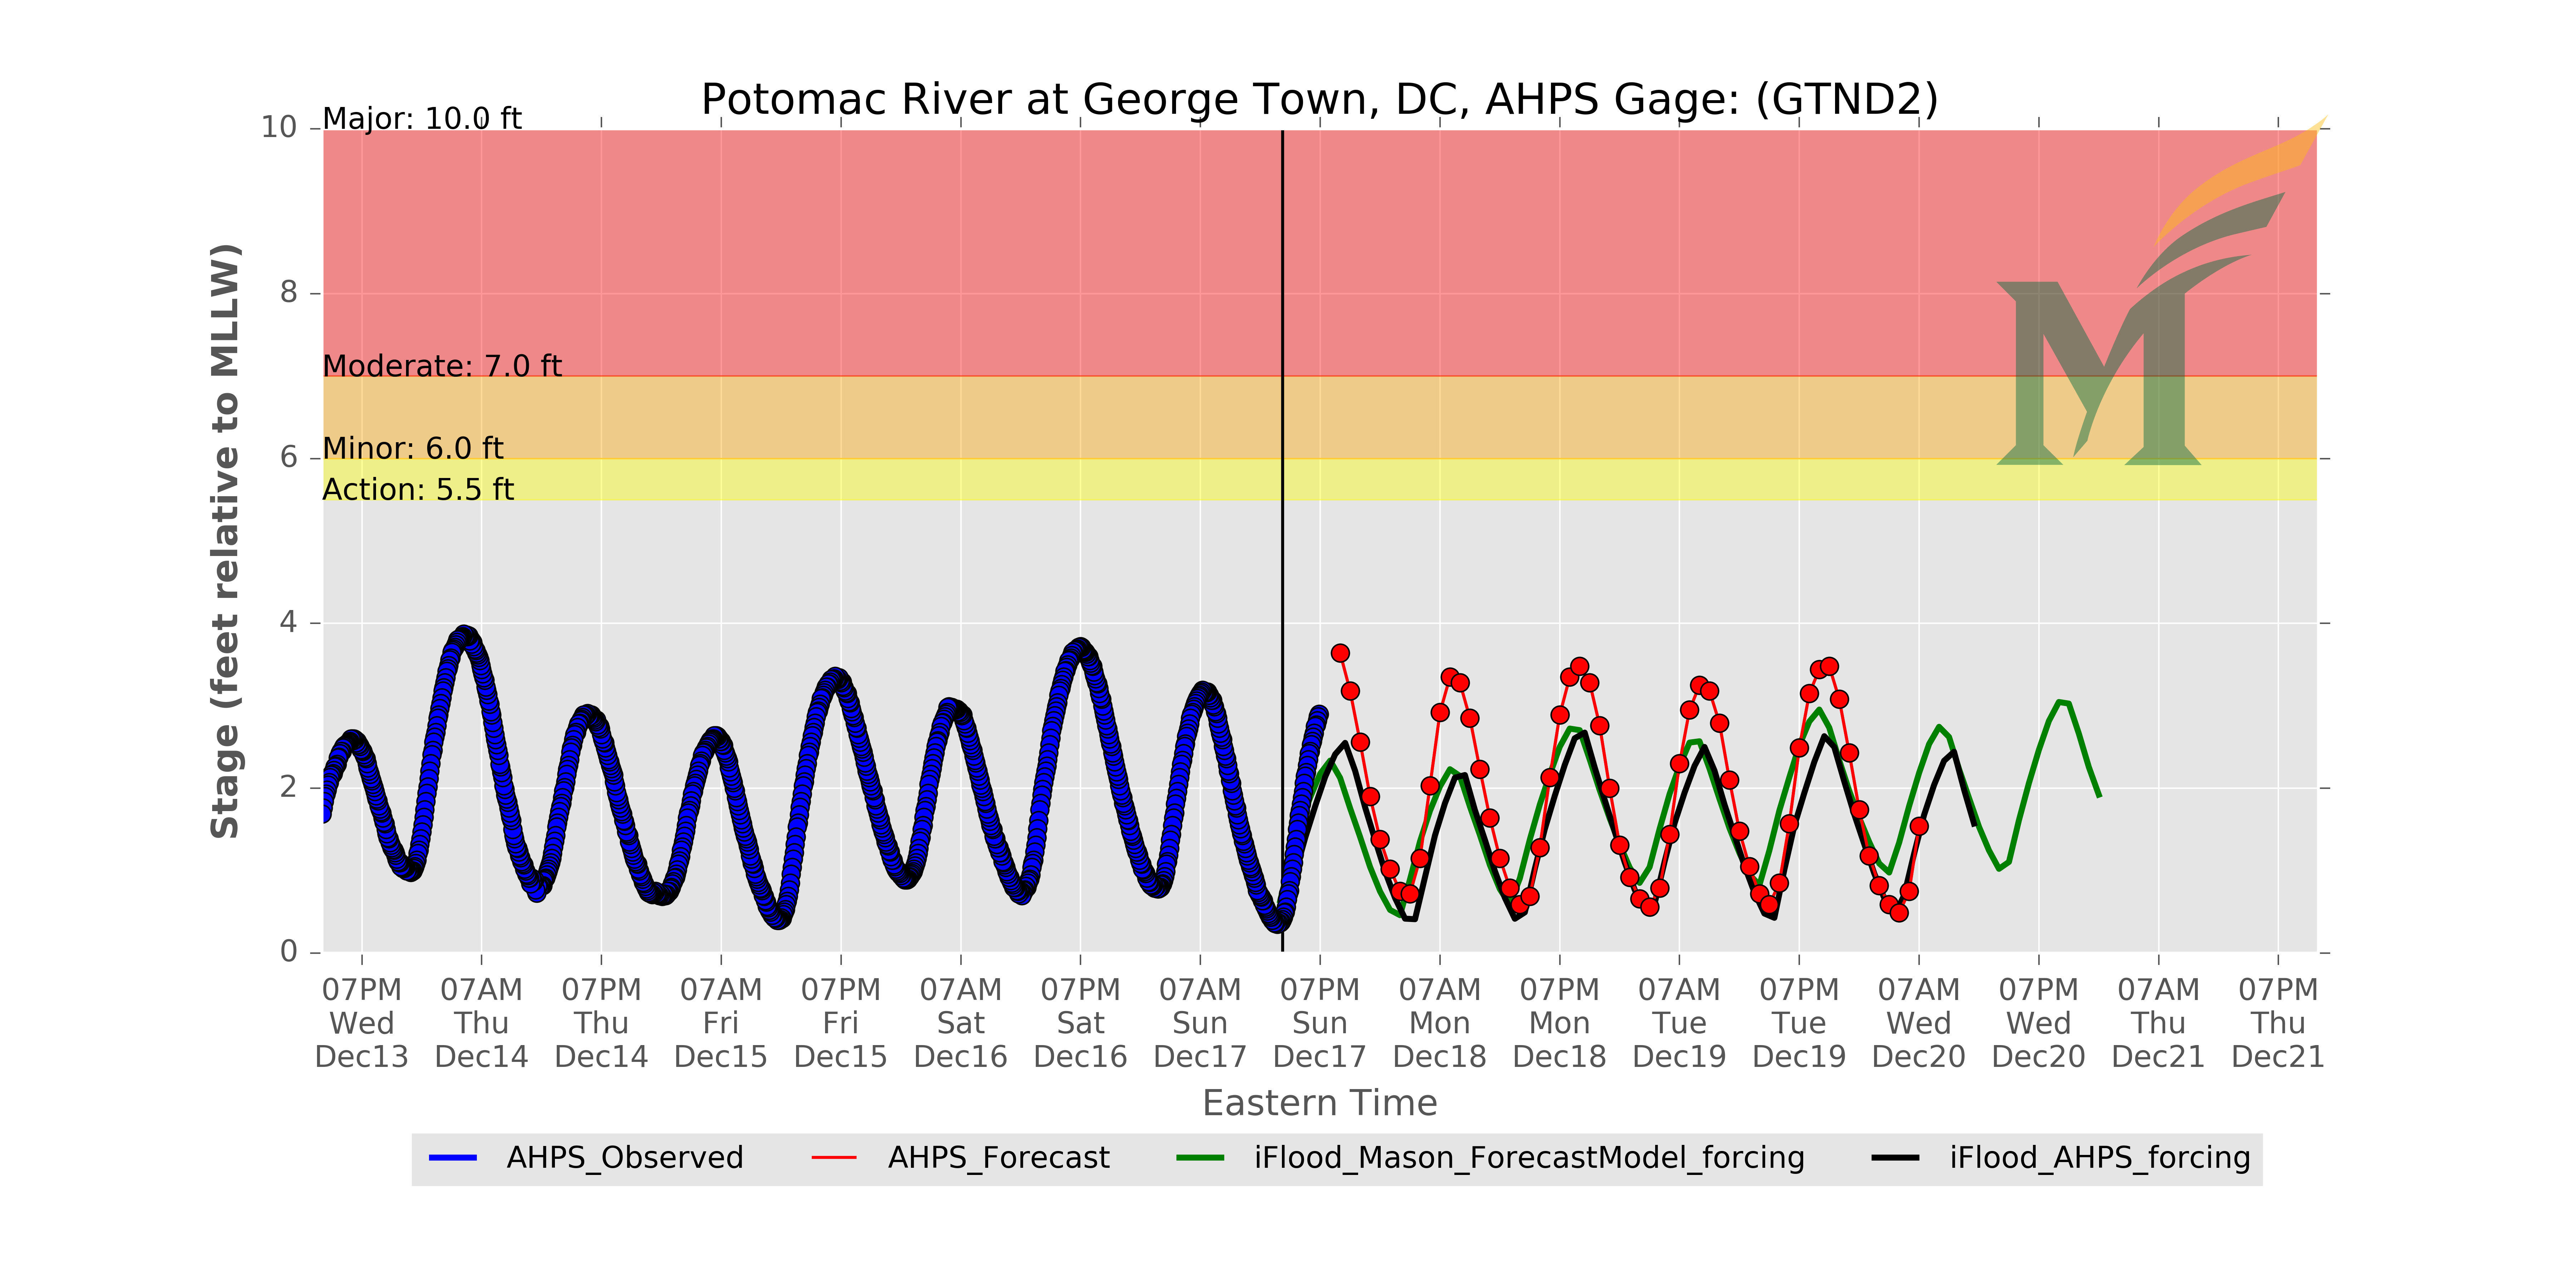 Potomac River at George Town, DC, AHPS Gage: (GTND2)
Major: 10.0 ft
Moderate: 7.0 ft
Minor: 6.0 ft
Action: 5.5 ft
10
8
6
4
2
0
Stage (feet relative to MLLW)
07PM 07AM 07PM 07AM 07PM 07AM 07PM 07AM 07PM 07AM 07PM 07AM 07PM 07AM 07PM 07AM 07PM
Wed Thu Thu Fri Fri Sat Sat Sun Sun Mon Mon Tue Tue Wed Wed Thu Thu
Dec13 Dec14 Dec14 Dec15 Dec15 Dec16 Dec16 Dec17 Dec17 Dec18 Dec18 Dec19 Dec19 Dec20 Dec20 Dec21 Dec21
Eastern Time
AHPS_Observed AHPS_Forecast iFlood_Mason_ForecastModel_forcing iFlood_AHPS_forcing
M